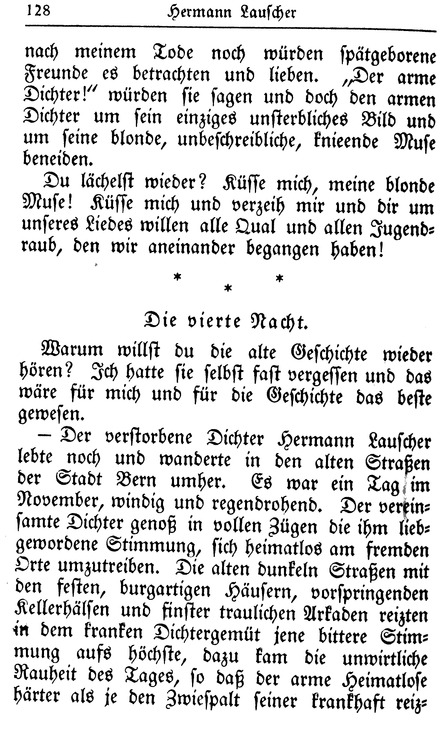 128 Hermann Lauscher
nach meinem Tode noch würden spätgeborene
Freunde es betrachten und lieben. „Der arme
Dichter!“ würden sie sagen und doch den armen
Dichter um sein einziges unsterbliches Bild und
um seine blonde, unbeschreibliche, knieende Muse
beneiden.
Du lächelst wieder? Küsse mich, meine blonde
Muse! Küsse mich und verzeih mir und dir um
unseres Liedes willen alle Qual und allen Jugend-
raub, den wir aneinander begangen haben!
* * *
Die vierte Nacht.
Warum willst du die alte Geschichte wieder
hören? Ich hatte sie selbst fast vergessen und das
wäre für mich und für die Geschichte das beste
gewesen.
— Der verstorbene Dichter Hermann Lauscher
lebte noch und wanderte in den alten Straßen
der Stadt Bern umher. Es war ein Tag im
November, windig und regendrohend. Der verein-
samte Dichter genoß in vollen Zügen die ihm lieb-
gewordene Stimmung, sich heimatlos am fremden
Orte umzutreiben. Die alten dunkeln Straßen mit
den festen, burgartigen Häusern, vorspringenden
Kellerhälsen und finster traulichen Arkaden reizten
in dem kranken Dichtergemüt jene bittere Stim-
mung aufs höchste, dazu kam die unwirtliche
Rauheit des Tages, so daß der arme Heimatlose
härter als je den Zwiespalt seiner krankhaft reiz-